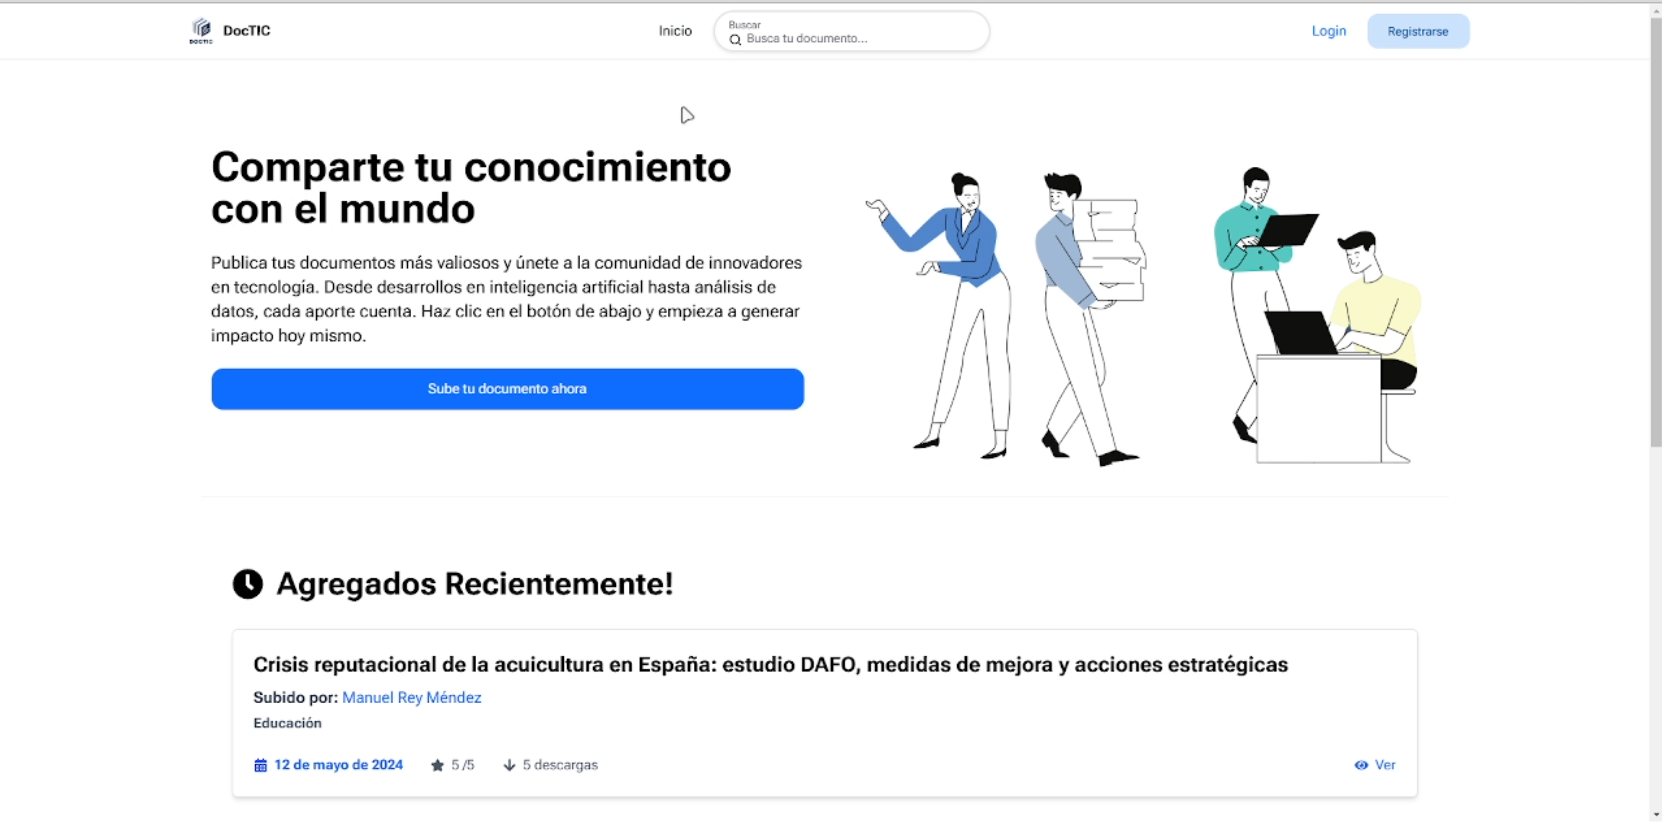 DOCTIC
DocTIC
Inicio
Buscar
Busca tu documento...
Login
Registrarse
Comparte tu conocimiento
con el mundo
Publica tus documentos más valiosos y únete a la comunidad de innovadores
en tecnología. Desde desarrollos en inteligencia artificial hasta análisis de
datos, cada aporte cuenta. Haz clic en el botón de abajo y empieza a generar
impacto hoy mismo.
Sube tu documento ahora
Agregados Recientemente!
Crisis reputacional de la acuicultura en España: estudio DAFO, medidas de mejora y acciones estratégicas
Subido por: Manuel Rey Méndez
Educación
12 de mayo de 2024
5 /5
5 descargas
Ver